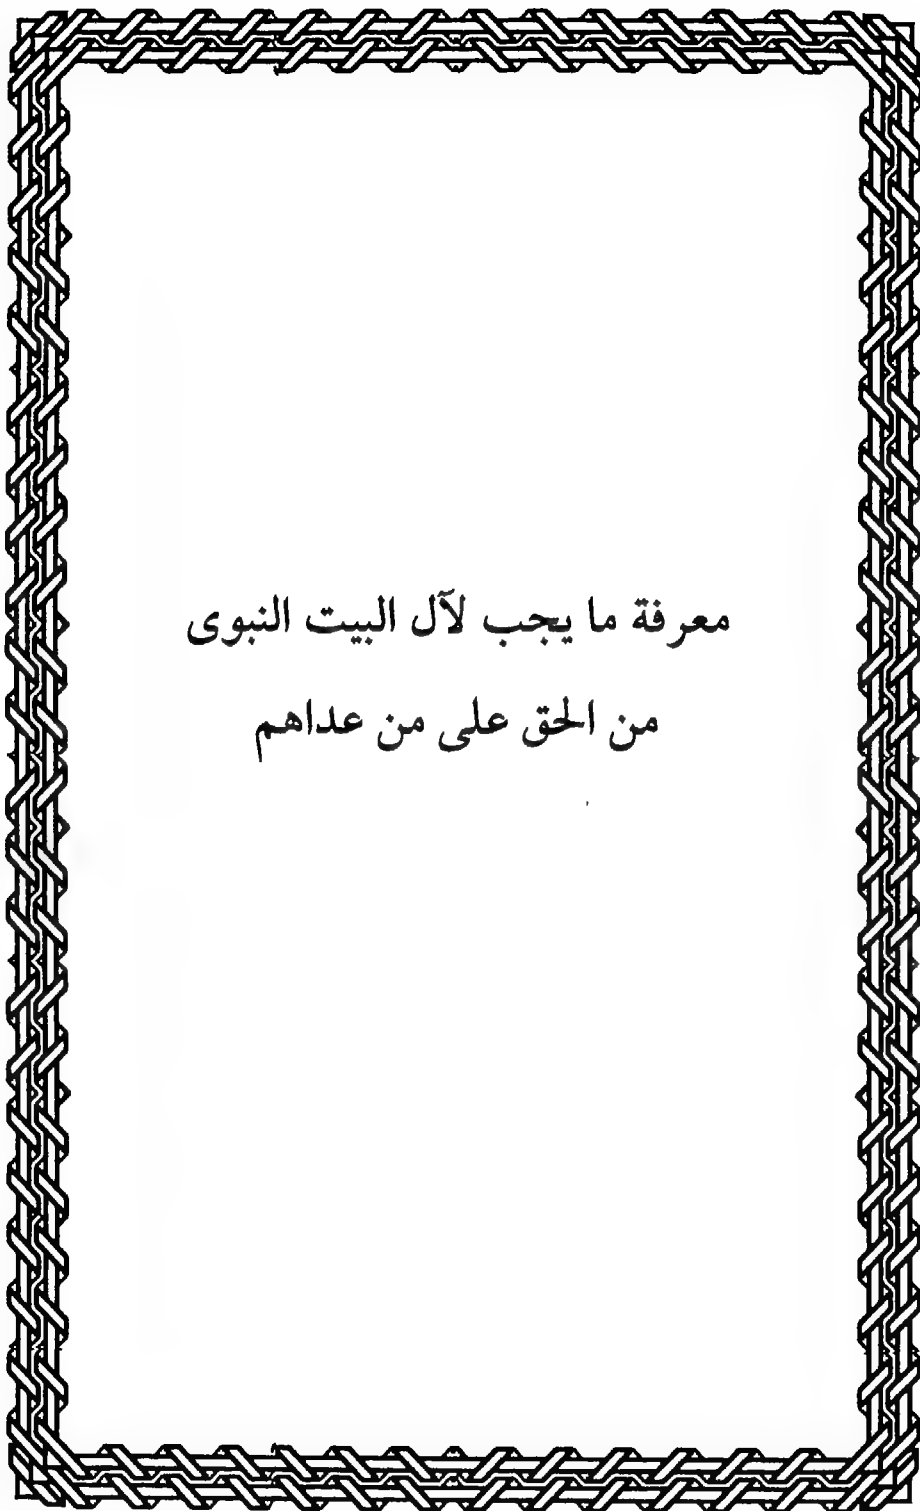 معرفة ما يجب لآل البيت النبوى
من الحق على من عداهم